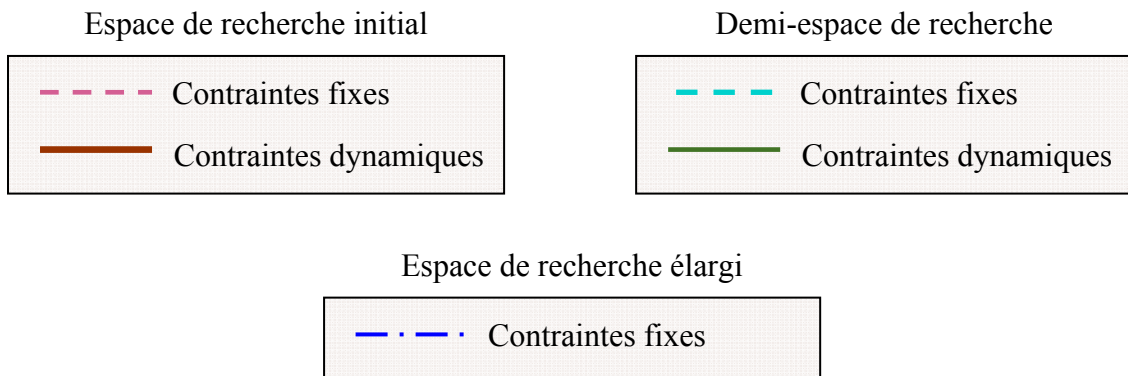 Espace de recherche initial
Contraintes fixes
Contraintes dynamiques
Demi-espace de recherche
Contraintes fixes
Contraintes dynamiques
Espace de recherche élargi
Contraintes fixes